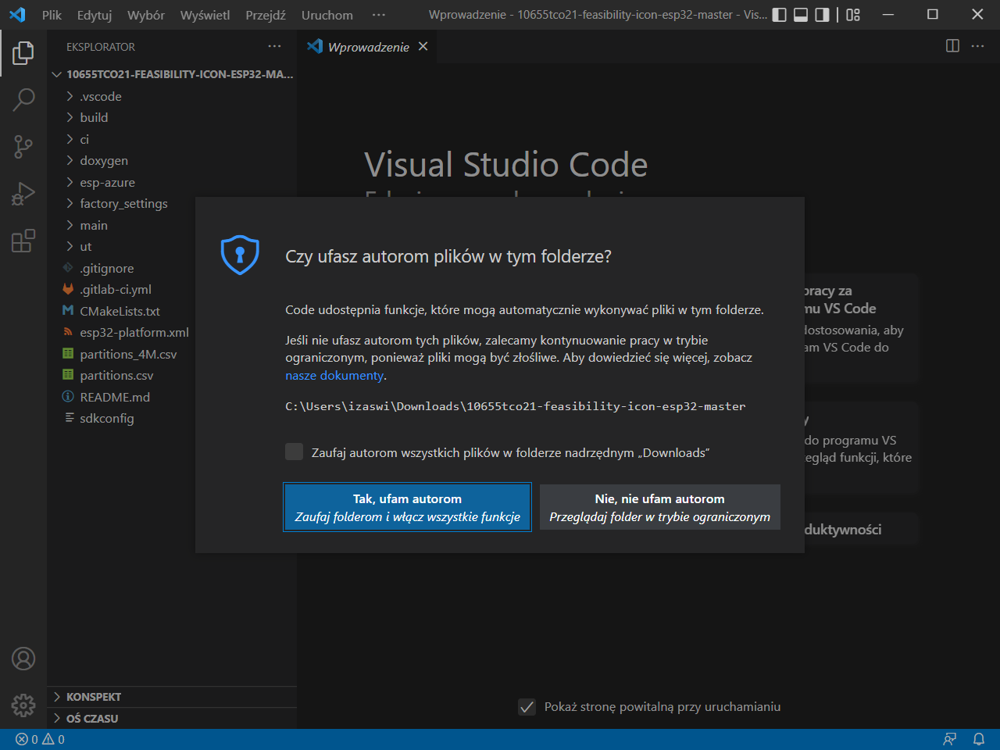 Plik Edytuj Wybór Wyświetl Przejdź Uruchom ··· Wprowadzenie - 10655tco21-feasibility-icon-esp32-master - Vis...
EKSPLORATOR
Wprowadzenie
10655TCO21-FEASIBILITY-ICON-ESP32-MA...
.vscode
build
ci
doxygen
esp-azure
factory_settings
main
ut
.gitignore
.gitlab-ci.yml
CMakeLists.txt
esp32-platform.xml
partitions_4M.csv
partitions.csv
README.md
sdkconfig
KONSPEKT
OŚ CZASU
Visual Studio Code
Czy ufasz autorom plików w tym folderze?
Code udostępnia funkcje, które mogą automatycznie wykonywać pliki w tym folderze.
Jeśli nie ufasz autorom tych plików, zalecamy kontynuowanie pracy w trybie
ograniczonym, ponieważ pliki mogą być złośliwe. Aby dowiedzieć się więcej, zobacz
nasze dokumenty.
C:\Users\izaswi\Downloads\10655tco21-feasibility-icon-esp32-master
Zaufaj autorom wszystkich plików w folderze nadrzędnym „Downloads”
Tak, ufam autorom
Zaufaj folderom i włącz wszystkie funkcje
Nie, nie ufam autorom
Przeglądaj folder w trybie ograniczonym
pracy za
mu VS Code
dostosowania, aby
am VS Code do
y
do programu VS
egląd funkcji, które
duktywności
Pokaż stronę powitalną przy uruchamianiu
0 0